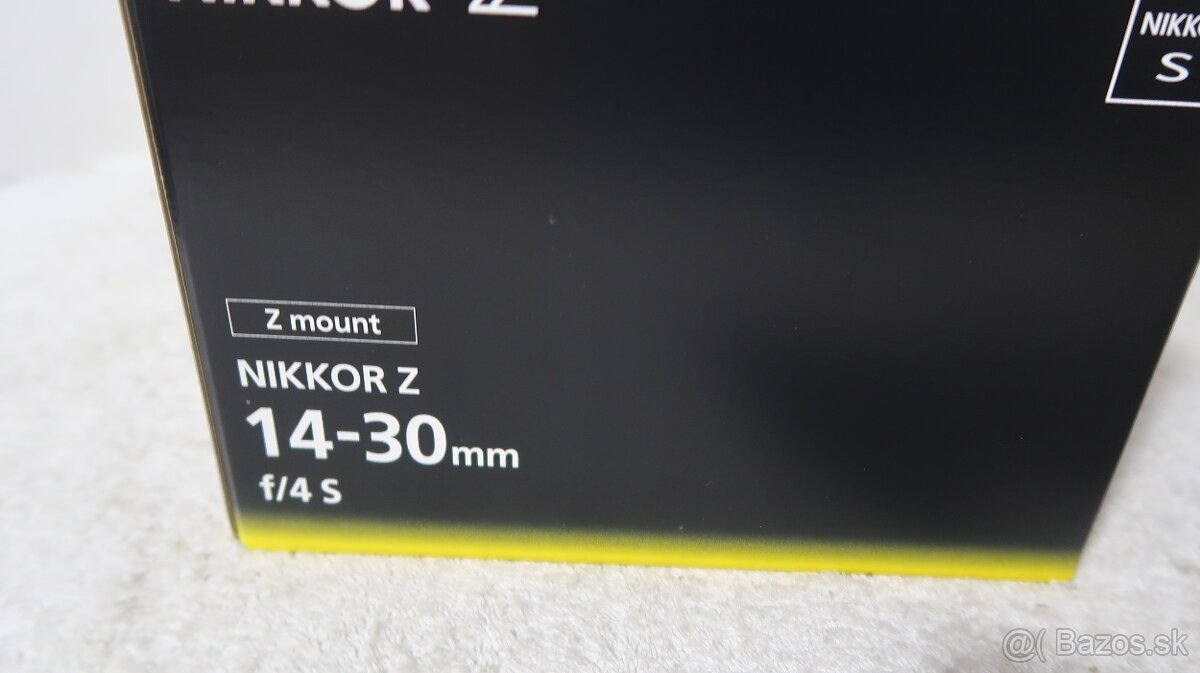 NIKKOR Z
NIKKO
S
Z mount
NIKKOR Z
14-30mm
f/4 S
@( Bazos.sk